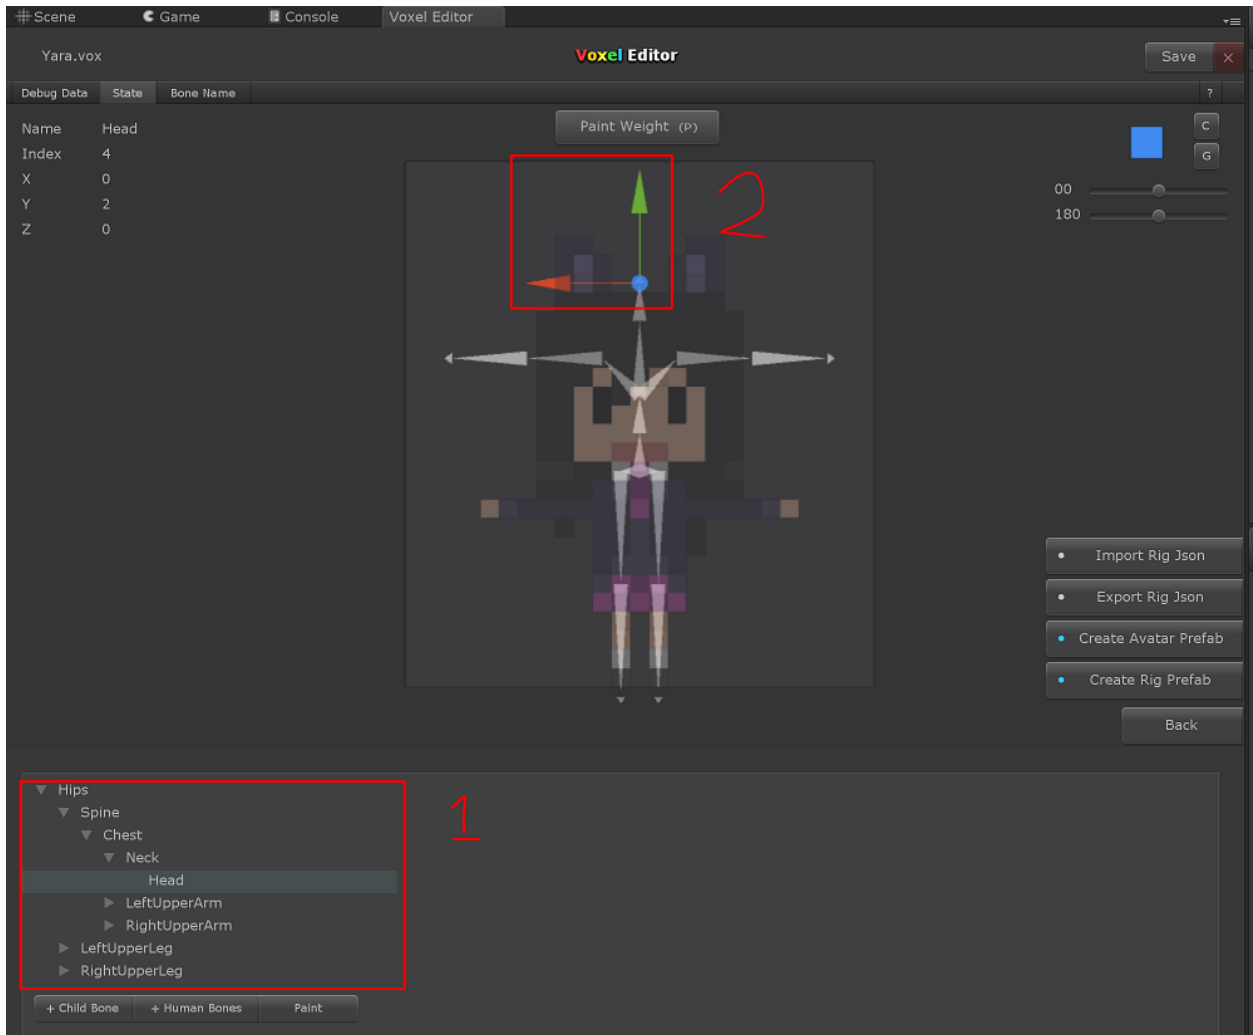 Scene Game Console Voxel Editor
Yara.vox Voxel Editor Save ×
Debug Data State Bone Name ?
Name Head
Index 4
X 0
Y 2
Z 0
Paint Weight (P)
2
C
G
00
180
Import Rig Json
Export Rig Json
Create Avatar Prefab
Create Rig Prefab
Back
Hips
Spine
Chest
Neck
Head
LeftUpperArm
RightUpperArm
LeftUpperLeg
RightUpperLeg
1
+ Child Bone + Human Bones Paint